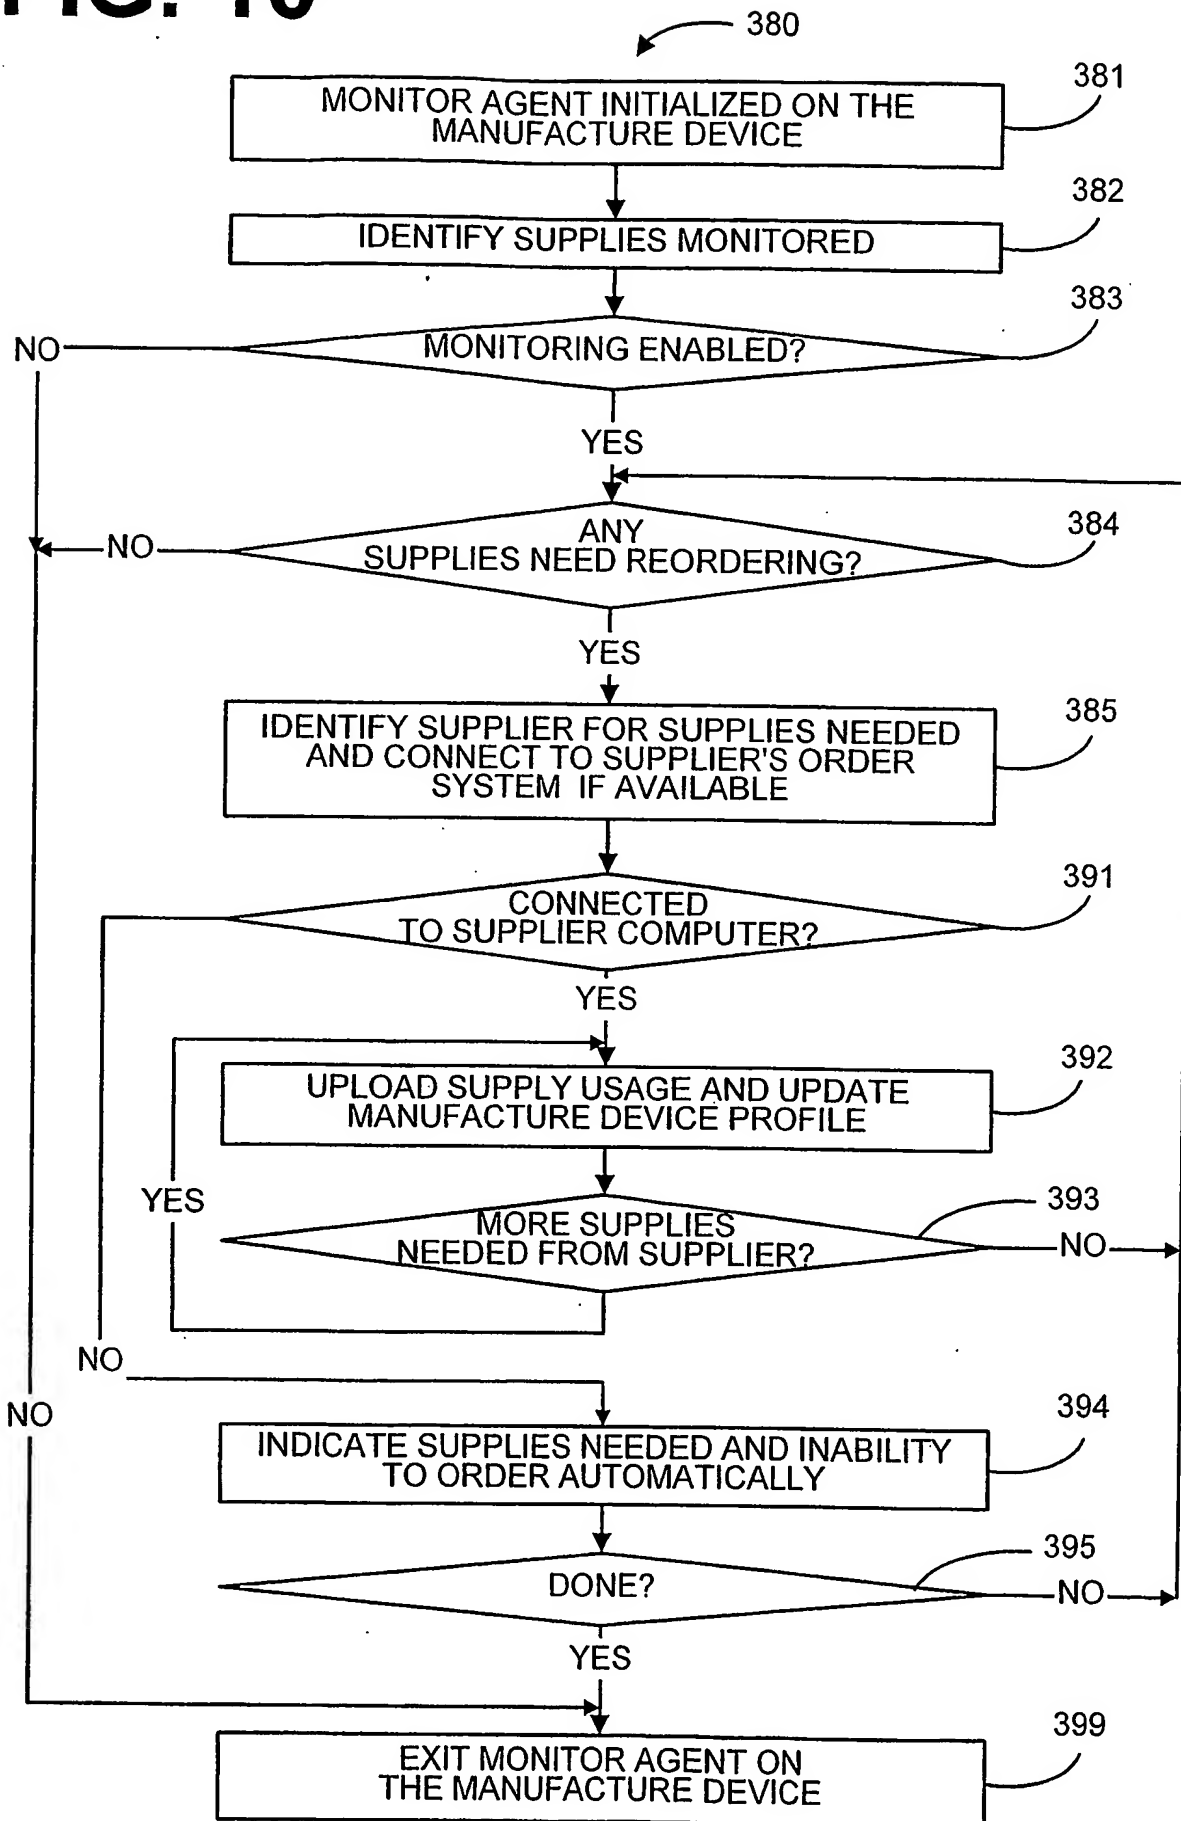 FIG. 10
380
381
MONITOR AGENT INITIALIZED ON THE
MANUFACTURE DEVICE
382
IDENTIFY SUPPLIES MONITORED
383
NO
MONITORING ENABLED?
YES
384
ANY
NO
SUPPLIES NEED REORDERING?
YES
385
IDENTIFY SUPPLIER FOR SUPPLIES NEEDED
AND CONNECT TO SUPPLIER'S ORDER
SYSTEM IF AVAILABLE
391
CONNECTED
TO SUPPLIER COMPUTER?
YES
392
UPLOAD SUPPLY USAGE AND UPDATE
MANUFACTURE DEVICE PROFILE
YES
393
MORE SUPPLIES
NEEDED FROM SUPPLIER?
NO
NO
NO
394
INDICATE SUPPLIES NEEDED AND INABILITY
TO ORDER AUTOMATICALLY
395
DONE?
NO
YES
399
EXIT MONITOR AGENT ON
THE MANUFACTURE DEVICE